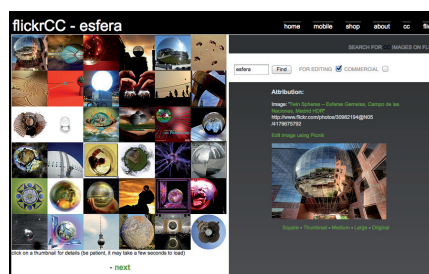 flickrCC - esfera
home mobile shop about cc
SEARCH FOR IMAGES ON
esfera Find FOR EDITING COMMERCIAL
Attribution:
Image: "Twin Spheres – Esferas Gemelas, Campo de las
Naciones, Madrid HDR"
http://www.flickr.com/photos/30982194@N05
/4178675792
Edit image using Picnik
Square • Thumbnail • Medium • Large • Original
click on a thumbnail for details (be patient, it may take a few seconds to load)
- next